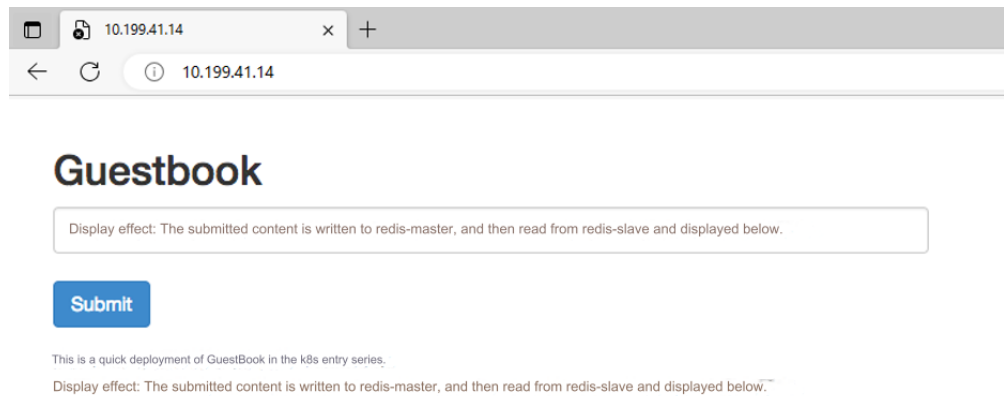 10.199.41.14
10.199.41.14
Guestbook
Display effect: The submitted content is written to redis-master, and then read from redis-slave and displayed below.
Submit
This is a quick deployment of GuestBook in the k8s entry series.
Display effect: The submitted content is written to redis-master, and then read from redis-slave and displayed below.